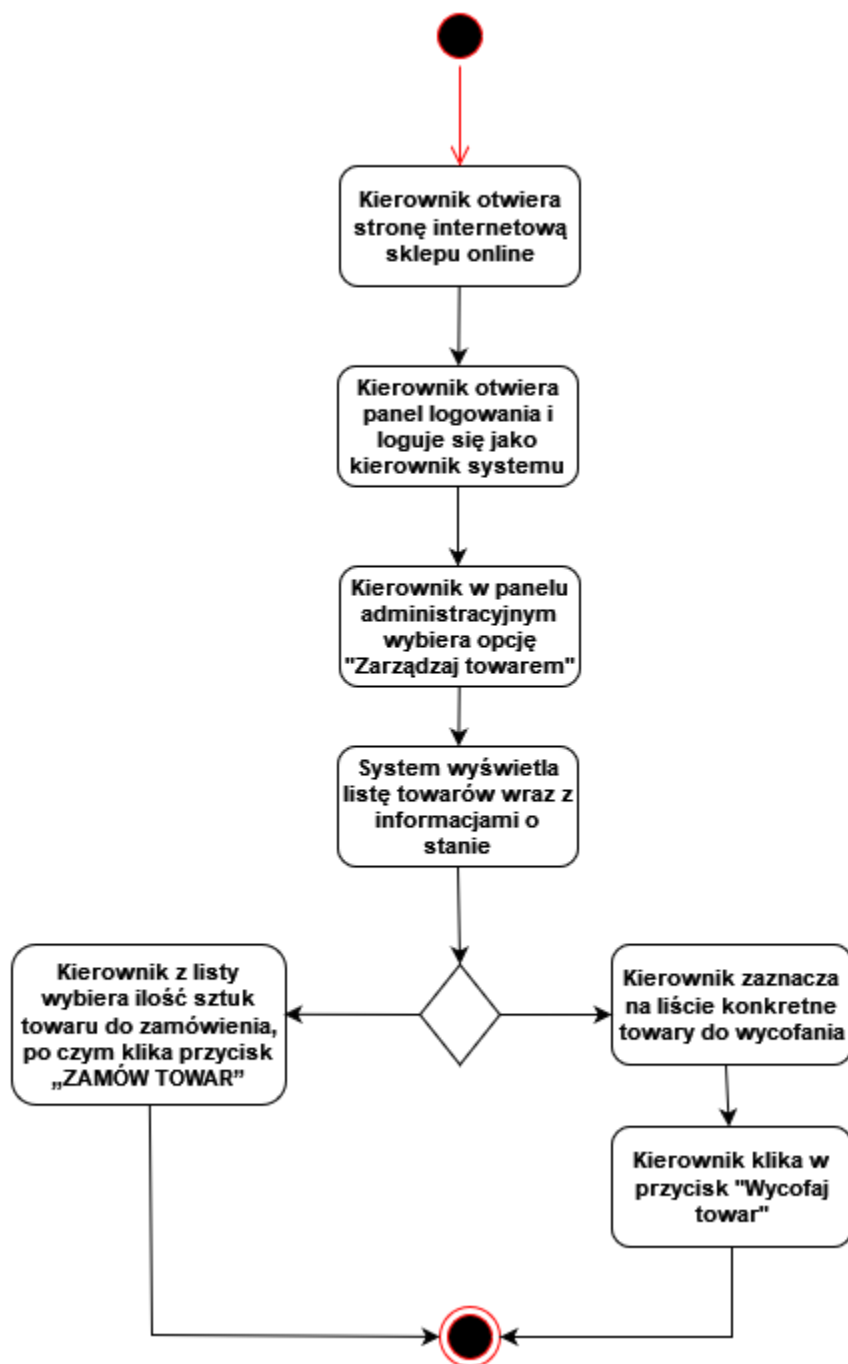 Kierownik otwiera
stronę internetową
sklepu online
Kierownik otwiera
panel logowania i
loguje się jako
kierownik systemu
Kierownik w panelu
administracyjnym
wybiera opcję
"Zarządzaj towarem"
System wyświetla
listę towarów wraz z
informacjami o
stanie
Kierownik z listy
wybiera ilość sztuk
towaru do zamówienia,
po czym klika przycisk
„ZAMÓW TOWAR”
Kierownik zaznacza
na liście konkretne
towary do wycofania
Kierownik klika w
przycisk "Wycofaj
towar"